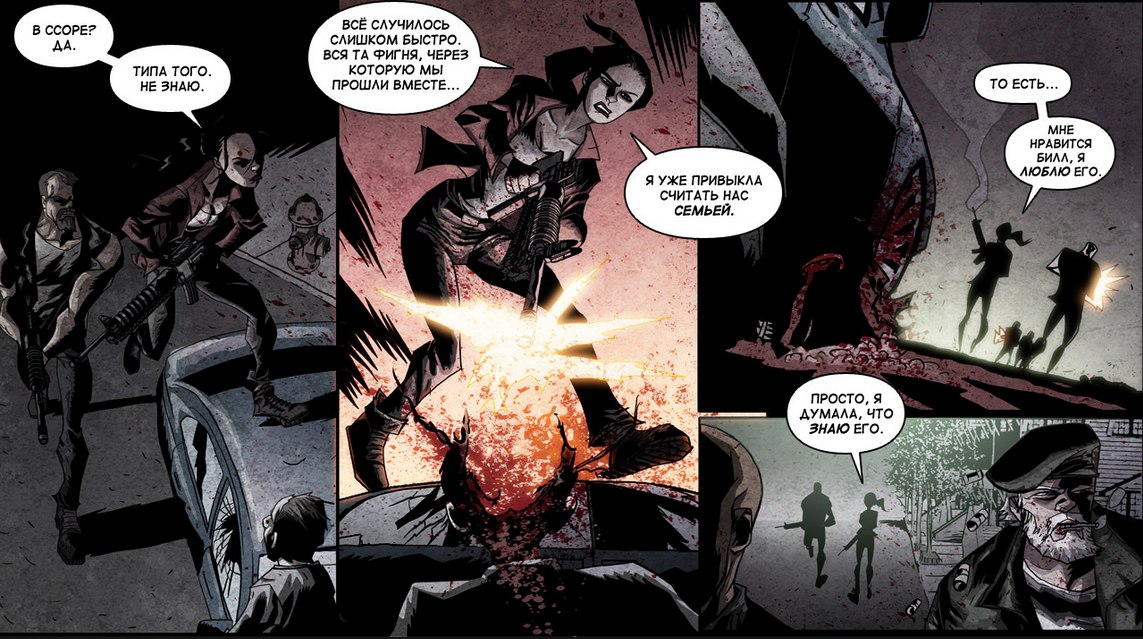 В ССОРЕ?
ДА.
ТИПА ТОГО.
НЕ ЗНАЮ.
ВСЁ СЛУЧИЛОСЬ
СЛИШКОМ БЫСТРО.
ВСЯ ТА ФИГНЯ, ЧЕРЕЗ
КОТОРУЮ МЫ
ПРОШЛИ ВМЕСТЕ...
Я УЖЕ ПРИВЫКЛА
СЧИТАТЬ НАС
СЕМЬЕЙ.
ТО ЕСТЬ...
МНЕ
НРАВИТСЯ
БИЛЛ, Я
ЛЮБЛЮ ЕГО.
ПРОСТО, Я
ДУМАЛА, ЧТО
ЗНАЮ ЕГО.